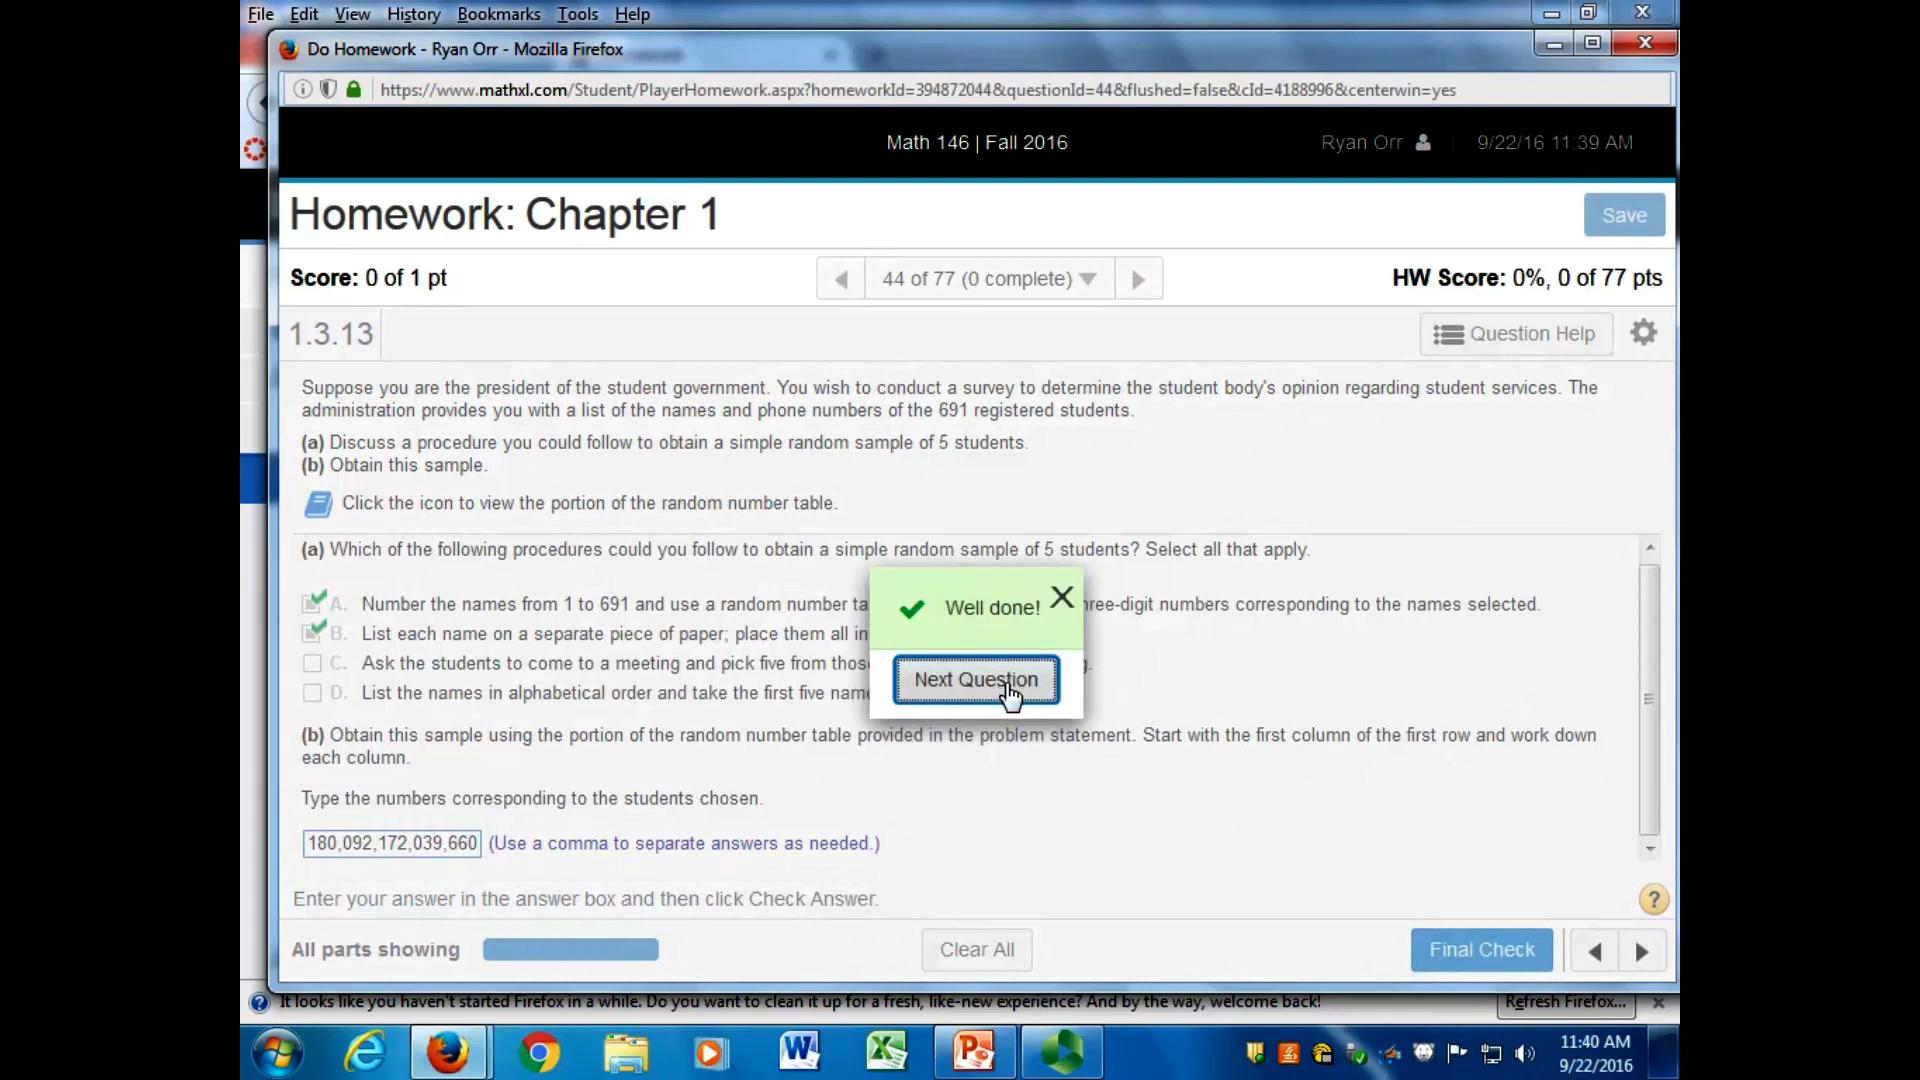 File Edit View History Bookmarks Tools Help
Do Homework - Ryan Orr - Mozilla Firefox
https://www.mathxl.com/Student/PlayerHomework.aspx?homeworkId=394872044&questionId=44&flushed=false&cId=4188996&centerwin=yes
Math 146 | Fall 2016
Ryan Orr
9/22/16 11:39 AM
Homework: Chapter 1
Save
Score: 0 of 1 pt
44 of 77 (0 complete)
HW Score: 0%, 0 of 77 pts
1.3.13
Question Help
Suppose you are the president of the student government. You wish to conduct a survey to determine the student body's opinion regarding student services. The
administration provides you with a list of the names and phone numbers of the 691 registered students.
(a) Discuss a procedure you could follow to obtain a simple random sample of 5 students.
(b) Obtain this sample.
Click the icon to view the portion of the random number table.
(a) Which of the following procedures could you follow to obtain a simple random sample of 5 students? Select all that apply.
A. Number the names from 1 to 691 and use a random number ta
ree-digit numbers corresponding to the names selected.
B. List each name on a separate piece of paper; place them all in
C. Ask the students to come to a meeting and pick five from thos
g.
D. List the names in alphabetical order and take the first five nam
Well done!
Next Question
(b) Obtain this sample using the portion of the random number table provided in the problem statement. Start with the first column of the first row and work down
each column.
Type the numbers corresponding to the students chosen.
180,092,172,039,660 (Use a comma to separate answers as needed.)
Enter your answer in the answer box and then click Check Answer.
?
All parts showing
Clear All
Final Check
It looks like you haven't started Firefox in a while. Do you want to clean it up for a fresh, like-new experience? And by the way, welcome back!
Refresh Firefox...
11:40 AM
9/22/2016